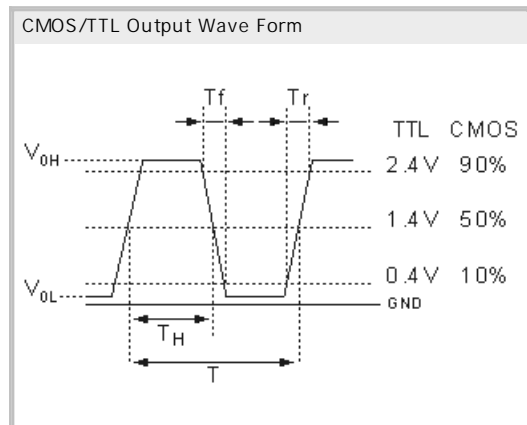 CMOS/TTL Output Wave Form
Tf Tr
TTL CMOS
V0H 2.4V 90%
1.4V 50%
0.4V 10%
V0L GND
TH
T